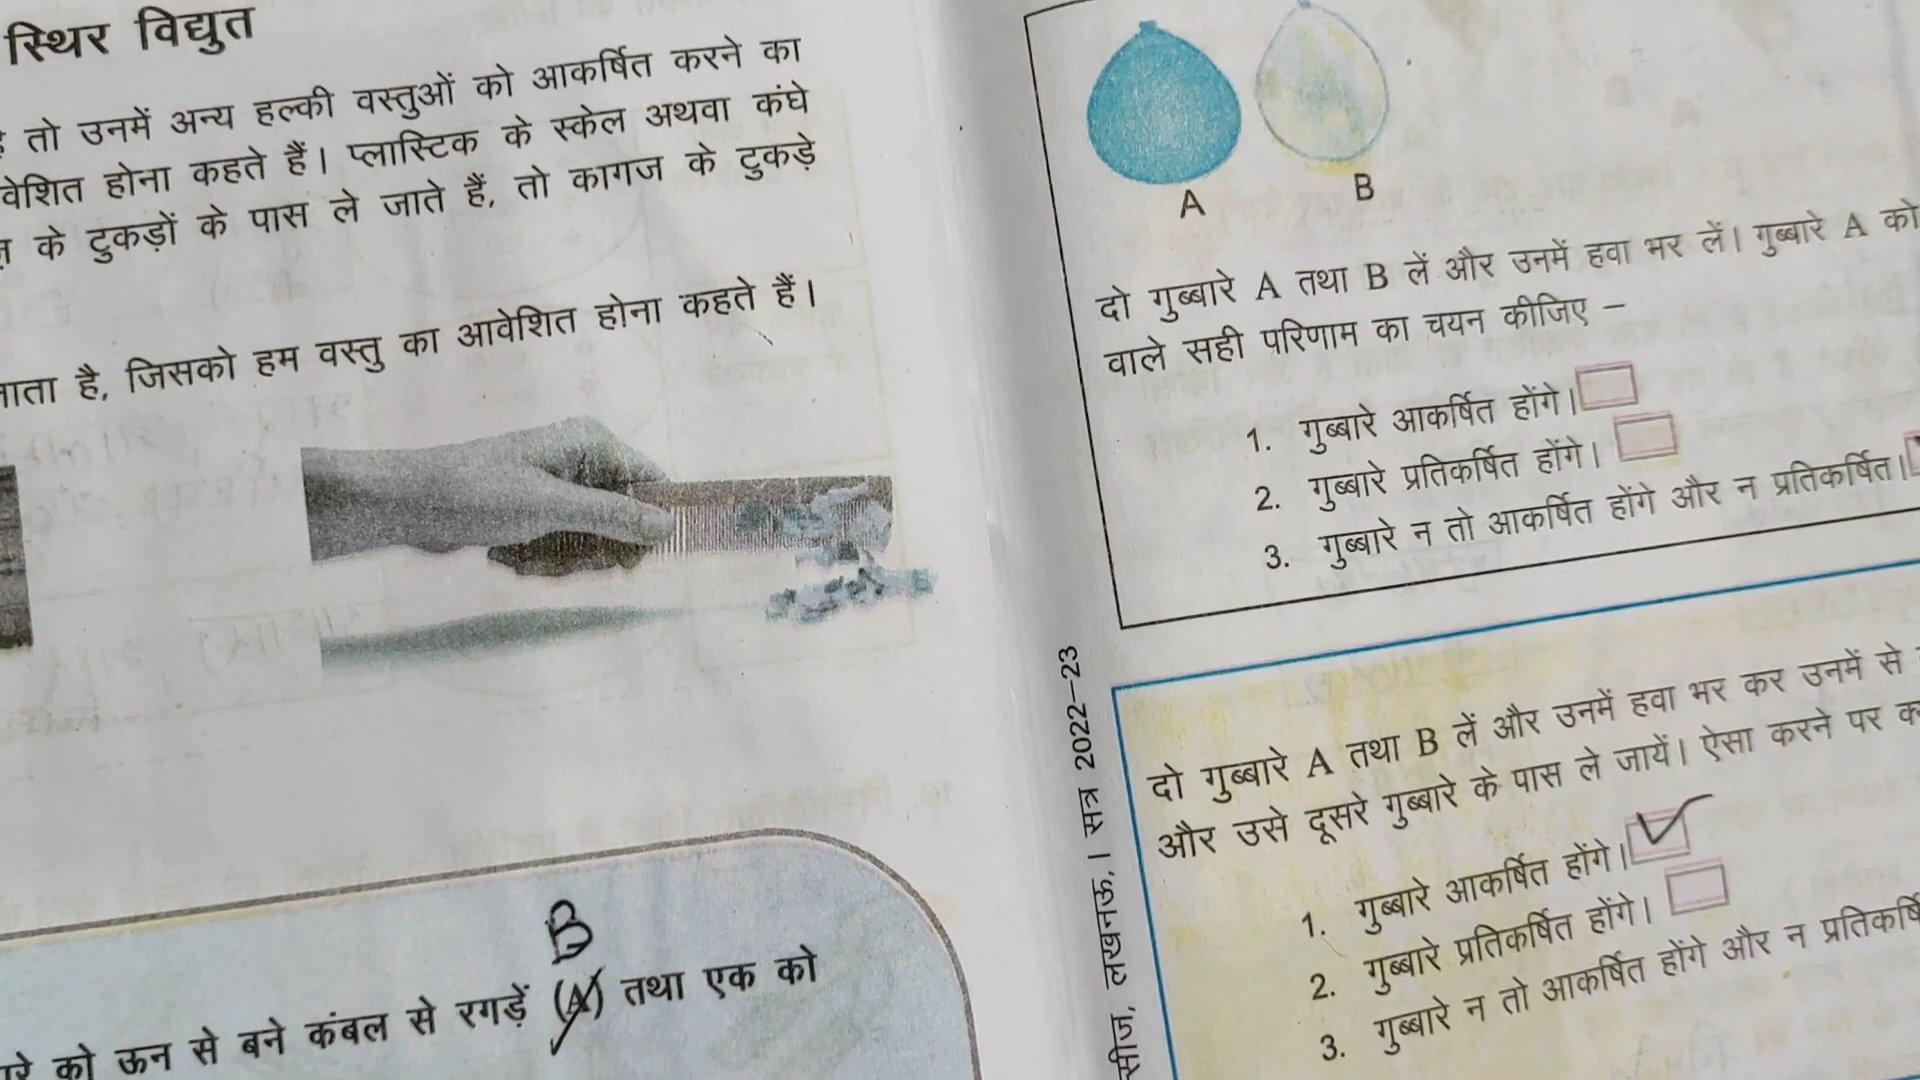 स्थिर विद्युत
तो उनमें अन्य हल्की वस्तुओं को आकर्षित करने का
वेशित होना कहते हैं। प्लास्टिक के स्केल अथवा कंघे
के टुकड़ों के पास ले जाते हैं, तो कागज के टुकड़े
जिसको हम वस्तु का आवेशित होना कहते हैं।
B
को ऊन से बने कंबल से रगड़ें (A) तथा एक को
A
B
दो गुब्बारे A तथा B लें और उनमें हवा भर लें। गुब्बारे A को
वाले सही परिणाम का चयन कीजिए –
1. गुब्बारे आकर्षित होंगे।
2. गुब्बारे प्रतिकर्षित होंगे।
3. गुब्बारे न तो आकर्षित होंगे और न प्रतिकर्षित।
लखनऊ, । सत्र 2022–23
दो गुब्बारे A तथा B लें और उनमें हवा भर कर उनमें से
और उसे दूसरे गुब्बारे के पास ले जायें। ऐसा करने पर
1. गुब्बारे आकर्षित होंगे।
2. गुब्बारे प्रतिकर्षित होंगे।
3. गुब्बारे न तो आकर्षित होंगे और न